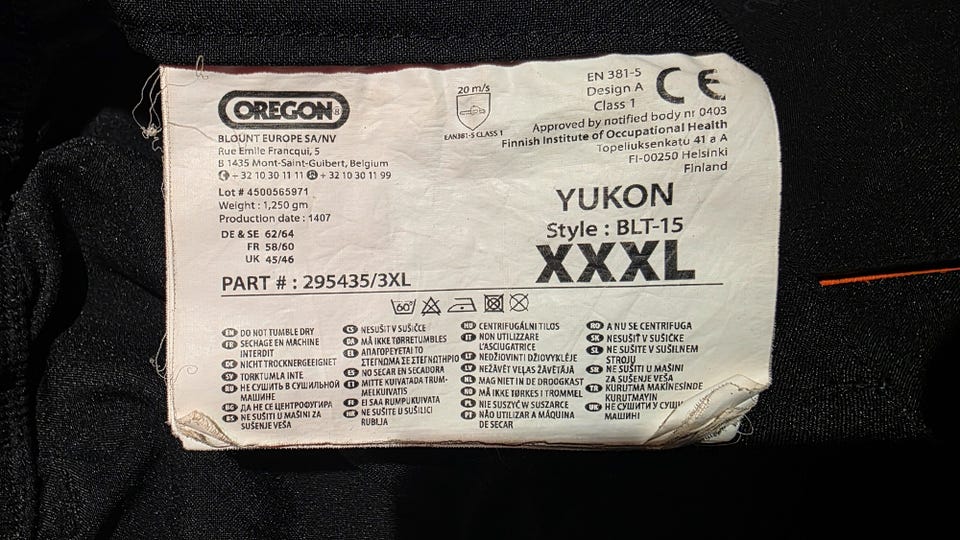 OREGON®
BLOUNT EUROPE SA/NV
Rue Emile Francqui, 5
B 1435 Mont-Saint-Guibert, Belgium
+ 32 10 30 11 11 + 32 10 30 11 99
Lot # 4500565971
Weight : 1,250 gm
Production date : 1407
DE & SE 62/64
FR 58/60
UK 45/46
PART # : 295435/3XL
20 m/s
EAN381-5 CLASS 1
EN 381-5
Design A
Class 1
CE
Approved by notified body nr 0403
Finnish Institute of Occupational Health
Topeliuksenkatu 41 a A
FI-00250 Helsinki
Finland
YUKON
Style : BLT-15
XXXL
60°
EN DO NOT TUMBLE DRY
FR SECHAGE EN MACHINE
INTERDIT
DE NICHT TROCKNERGEEIGNET
SV TORKTUMLA INTE
RU НЕ СУШИТЬ В СУШИЛЬНОЙ
МАШИНЕ
BG ДА НЕ СЕ ЦЕНТРОФУГИРА
BS NE SUŠITI U MAŠINI ZA
SUŠENJE VEŠA
CS NESUŠIT V SUŠIČCE
DA MÅ IKKE TØRRETUMBLES
EL ΑΠΑΓΟΡΕΥΕΤΑΙ ΤΟ
ΣΤΕΓΝΩΜΑ ΣΕ ΣΤΕΓΝΩΤΗΡΙΟ
ES NO SECAR EN SECADORA
ET MITTE KUIVATADA TRUM-
MELKUIVATIS
FI EI SAA RUMPUKUIVATA
HR NE SUŠITE U SUŠILICI
RUBLJA
HU CENTRIFUGÁLNI TILOS
IT NON UTILIZZARE
L'ASCIUGATRICE
LT NEDŽIOVINTI DŽIOVYKLĖJE
LV NEŽĀVĒT VEĻAS ŽĀVĒTĀJĀ
NL MAG NIET IN DE DROOGKAST
NO MÅ IKKE TØRKES I TROMMEL
PL NIE SUSZYĆ W SUSZARCE
PT NÃO UTILIZAR A MÁQUINA
DE SECAR
RO A NU SE CENTRIFUGA
SK NESUŠIŤ V SUŠIČKE
SL NE SUŠITE V SUŠILNEM
STROJU
SR NE SUŠITI U MAŠINI
ZA SUŠENJE VEŠA
TR KURUTMA MAKİNESİNDE
KURUTMAYIN
UK НЕ СУШИТИ У
МАШИНІ